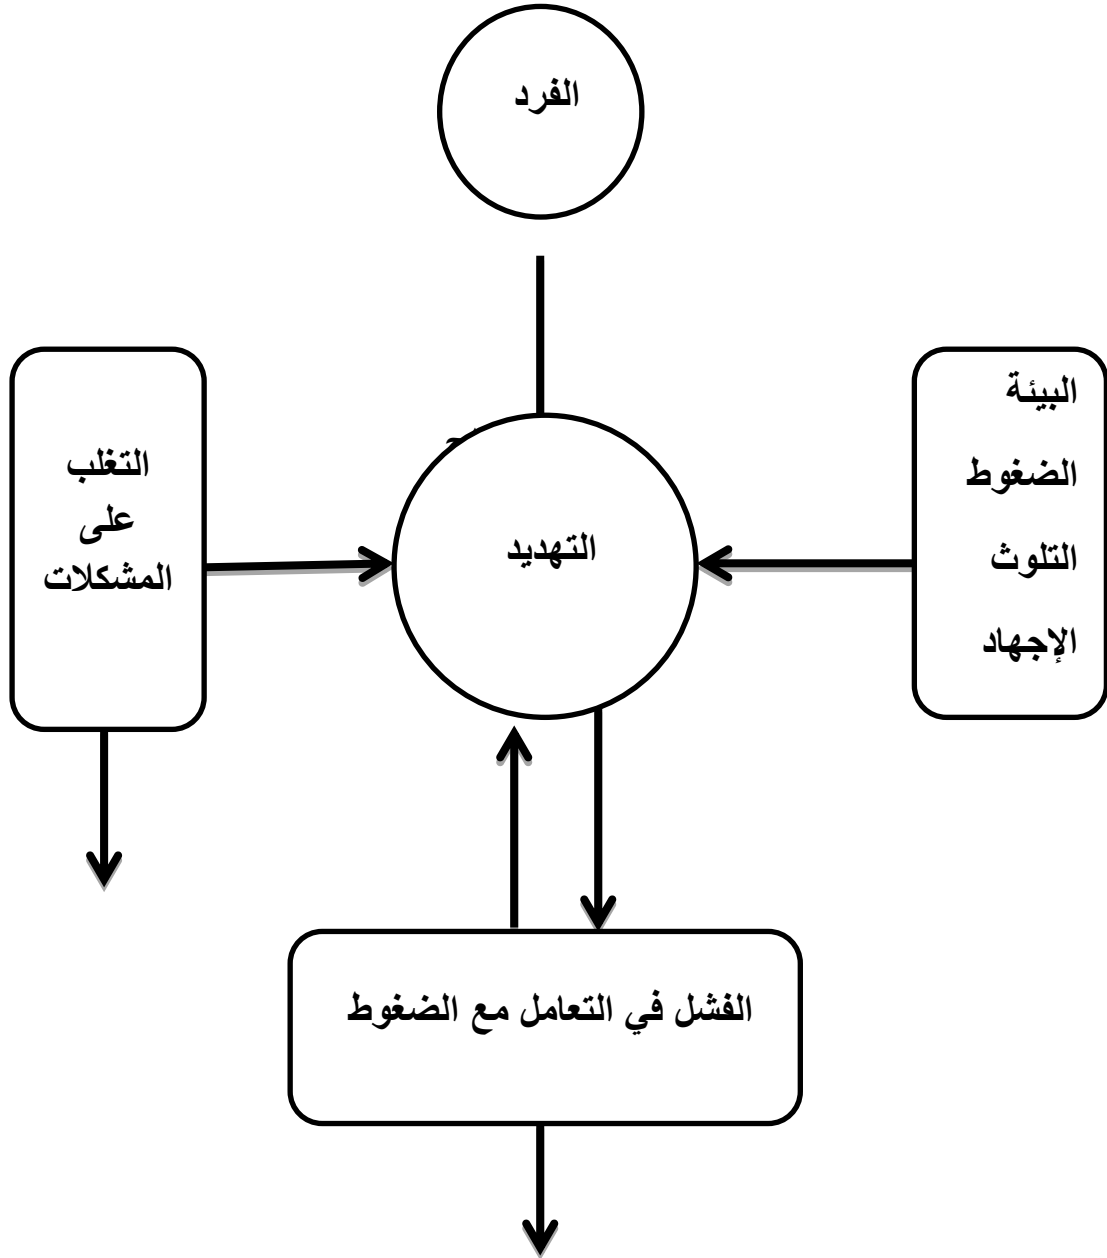 الفرد
البيئة
الضغوط
التلوث
الإجهاد
التهديد
التغلب
على
المشكلات
الفشل في التعامل مع الضغوط